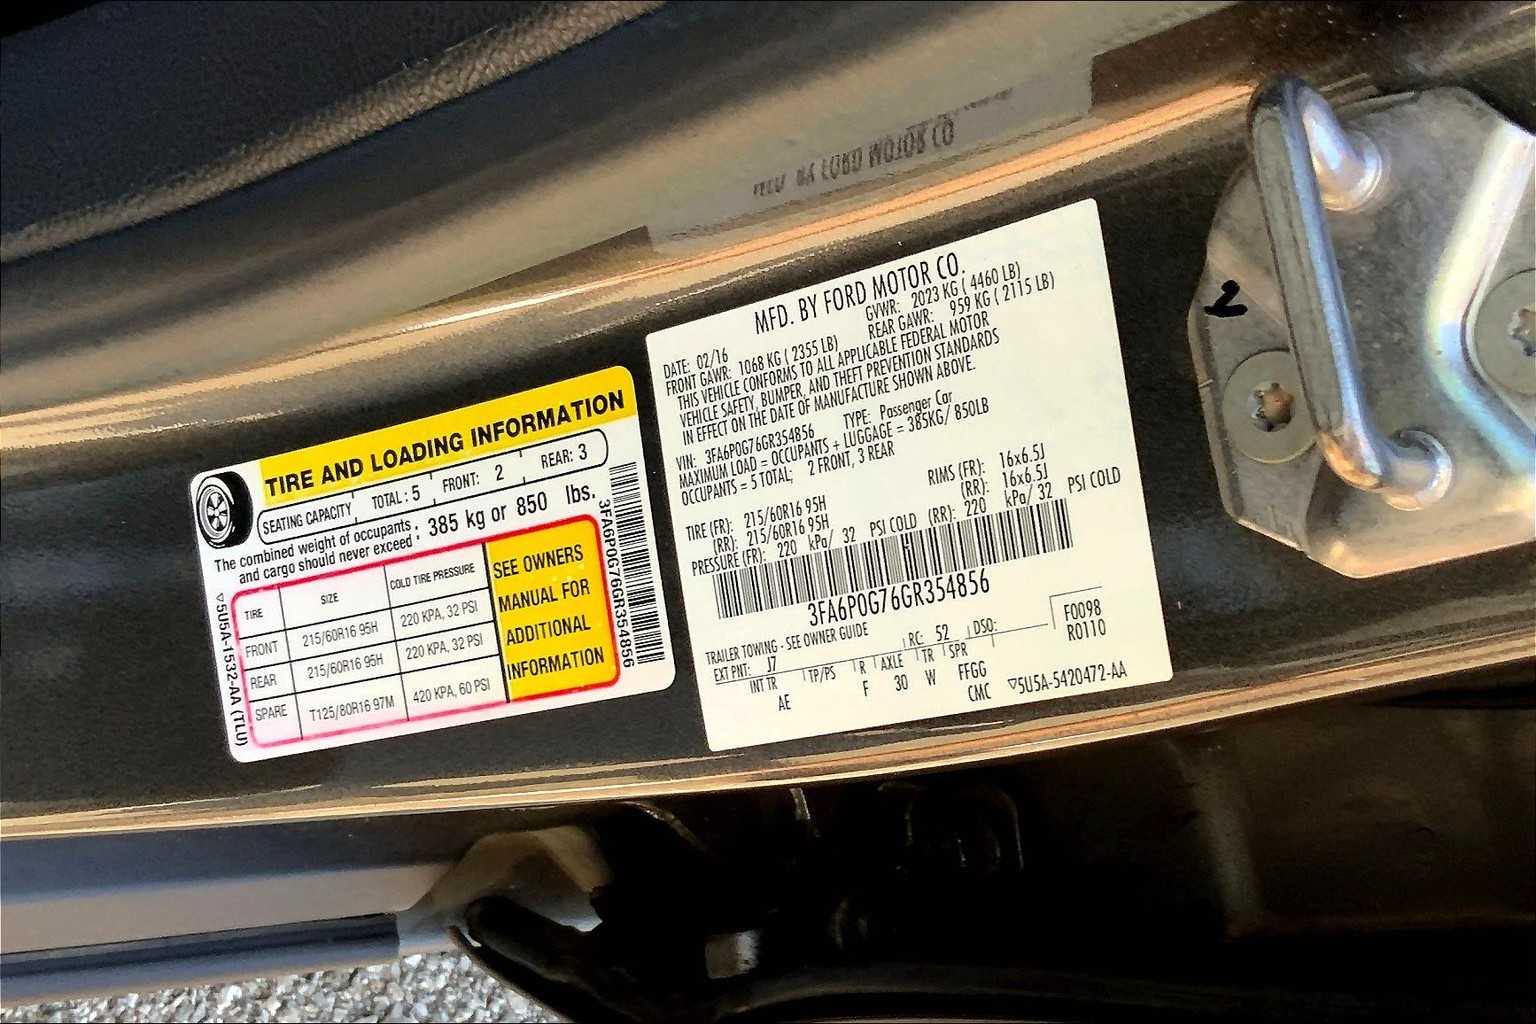 TIRE AND LOADING INFORMATION
SEATING CAPACITY TOTAL: 5 FRONT: 2 REAR: 3
The combined weight of occupants and cargo should never exceed : 385 kg or 850 lbs.
TIRE SIZE COLD TIRE PRESSURE
FRONT 215/60R16 95H 220 KPA, 32 PSI
REAR 215/60R16 95H 220 KPA, 32 PSI
SPARE T125/80R16 97M 420 KPA, 60 PSI
SEE OWNERS
MANUAL FOR
ADDITIONAL
INFORMATION
3FA6P0G76GR354856
▽5U5A-1532-AA (TLU)
MFD. BY FORD MOTOR CO.
DATE: 02/16 GVWR: 2023 KG ( 4460 LB)
FRONT GAWR: 1068 KG ( 2355 LB) REAR GAWR: 959 KG ( 2115 LB)
THIS VEHICLE CONFORMS TO ALL APPLICABLE FEDERAL MOTOR
VEHICLE SAFETY, BUMPER, AND THEFT PREVENTION STANDARDS
IN EFFECT ON THE DATE OF MANUFACTURE SHOWN ABOVE.
VIN: 3FA6P0G76GR354856 TYPE: Passenger Car
MAXIMUM LOAD = OCCUPANTS + LUGGAGE = 385KG/ 850LB
OCCUPANTS = 5 TOTAL; 2 FRONT, 3 REAR
TIRE (FR): 215/60R16 95H RIMS (FR): 16x6.5J
(RR): 215/60R16 95H (RR): 16x6.5J
PRESSURE (FR): 220 kPa/ 32 PSI COLD (RR): 220 kPa/ 32 PSI COLD
3FA6P0G76GR354856
TRAILER TOWING - SEE OWNER GUIDE RC: 52 DSO: F0098
EXT PNT: J7 R0110
INT TR TP/PS R AXLE TR SPR
AE F 30 W FFGG
CMC ▽5U5A-5420472-AA